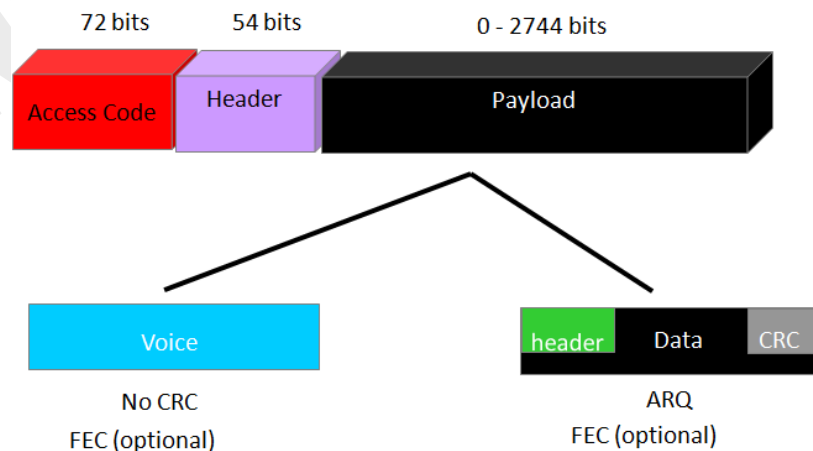 72 bits 54 bits 0 - 2744 bits
Access Code Header Payload
Voice header Data CRC
No CRC ARQ
FEC (optional) FEC (optional)